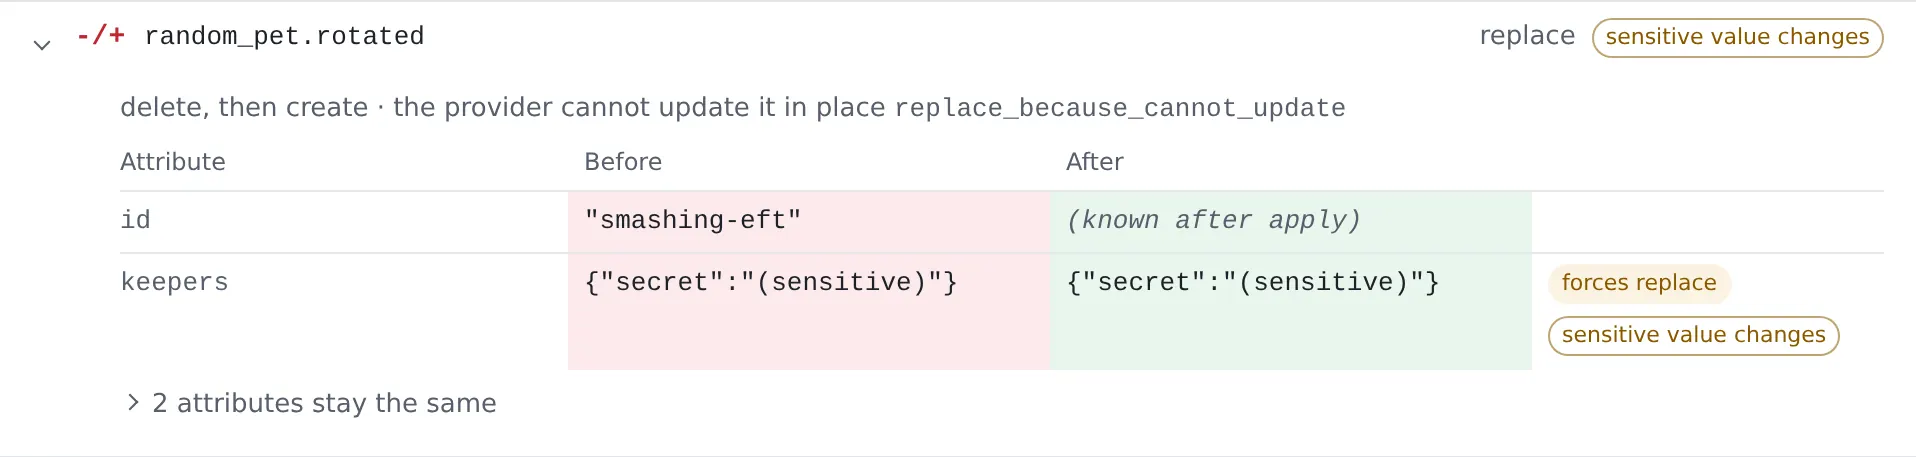 -/+ random_pet.rotated replace sensitive value changes
delete, then create · the provider cannot update it in place replace_because_cannot_update
Attribute Before After
id "smashing-eft" (known after apply)
keepers {"secret":"(sensitive)"} {"secret":"(sensitive)"} forces replace
sensitive value changes
2 attributes stay the same